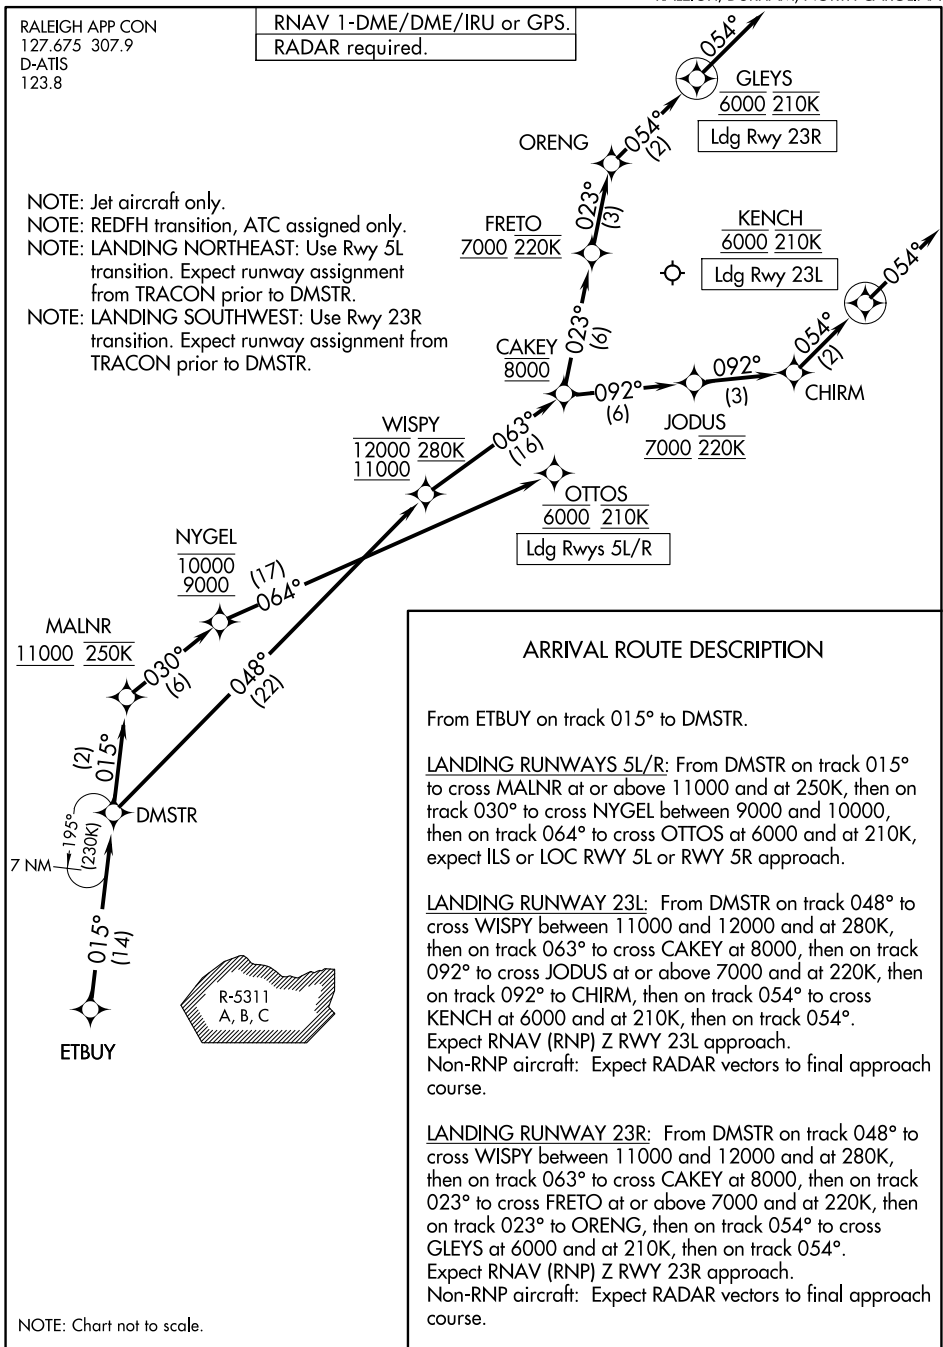 RALEIGH APP CON
127.675 307.9
D-ATIS
123.8
RNAV 1-DME/DME/IRU or GPS.
RADAR required.
NOTE: Jet aircraft only.
NOTE: REDFH transition, ATC assigned only.
NOTE: LANDING NORTHEAST: Use Rwy 5L
transition. Expect runway assignment
from TRACON prior to DMSTR.
NOTE: LANDING SOUTHWEST: Use Rwy 23R
transition. Expect runway assignment from
TRACON prior to DMSTR.
054°
GLEYS
6000 210K
Ldg Rwy 23R
ORENG
054°
(2)
023°
(3)
FRETO
7000 220K
KENCH
6000 210K
Ldg Rwy 23L
054°
023°
(6)
054°
(2)
CAKEY
8000
092°
(6)
092°
(3)
CHIRM
JODUS
7000 220K
WISPY
12000 280K
11000
063°
(16)
OTTOS
6000 210K
Ldg Rwys 5L/R
NYGEL
10000
9000
(17)
064°
MALNR
11000 250K
030°
(6)
048°
(22)
(2)
015°
DMSTR
195°
(230K)
7 NM
015°
(14)
R-5311
A, B, C
ETBUY
ARRIVAL ROUTE DESCRIPTION
From ETBUY on track 015° to DMSTR.
LANDING RUNWAYS 5L/R: From DMSTR on track 015°
to cross MALNR at or above 11000 and at 250K, then on
track 030° to cross NYGEL between 9000 and 10000,
then on track 064° to cross OTTOS at 6000 and at 210K,
expect ILS or LOC RWY 5L or RWY 5R approach.
LANDING RUNWAY 23L: From DMSTR on track 048° to
cross WISPY between 11000 and 12000 and at 280K,
then on track 063° to cross CAKEY at 8000, then on track
092° to cross JODUS at or above 7000 and at 220K, then
on track 092° to CHIRM, then on track 054° to cross
KENCH at 6000 and at 210K, then on track 054°.
Expect RNAV (RNP) Z RWY 23L approach.
Non-RNP aircraft: Expect RADAR vectors to final approach
course.
LANDING RUNWAY 23R: From DMSTR on track 048° to
cross WISPY between 11000 and 12000 and at 280K,
then on track 063° to cross CAKEY at 8000, then on track
023° to cross FRETO at or above 7000 and at 220K, then
on track 023° to ORENG, then on track 054° to cross
GLEYS at 6000 and at 210K, then on track 054°.
Expect RNAV (RNP) Z RWY 23R approach.
Non-RNP aircraft: Expect RADAR vectors to final approach
course.
NOTE: Chart not to scale.